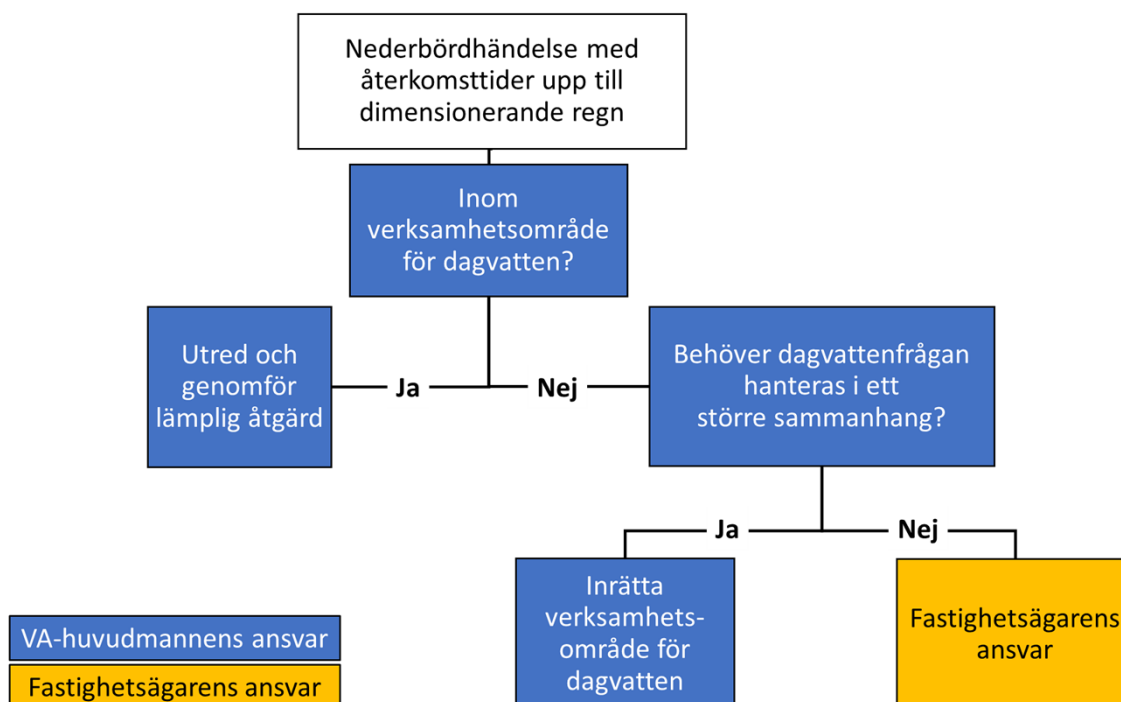 Nederbördhändelse med
återkomsttider upp till
dimensionerande regn
Inom
verksamhetsområde
för dagvatten?
Utred och
genomför
lämplig åtgärd
Ja
Nej
Behöver dagvattenfrågan
hanteras i ett
större sammanhang?
Ja
Nej
Inrätta
verksamhets-
område för
dagvatten
Fastighetsägarens
ansvar
VA-huvudmannens ansvar
Fastighetsägarens ansvar